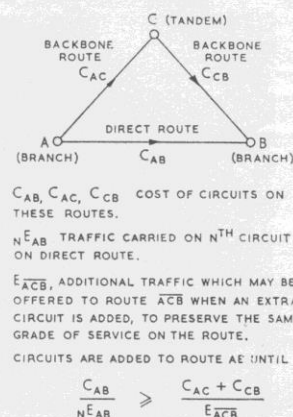 C (TANDEM)
BACKBONE
ROUTE
C_AC
BACKBONE
ROUTE
C_CB
DIRECT ROUTE
A
B
(BRANCH)
C_AB
(BRANCH)
C_AB, C_AC, C_CB COST OF CIRCUITS ON
THESE ROUTES.
_NE_AB TRAFFIC CARRIED ON N^TH CIRCUIT
ON DIRECT ROUTE.
E_ACB, ADDITIONAL TRAFFIC WHICH MAY BE
OFFERED TO ROUTE ACB WHEN AN EXTRA
CIRCUIT IS ADDED, TO PRESERVE THE SAM
GRADE OF SERVICE ON THE ROUTE.
CIRCUITS ARE ADDED TO ROUTE AB UNTIL
C_AB / _NE_AB ⩾ C_AC + C_CB / E_ACB